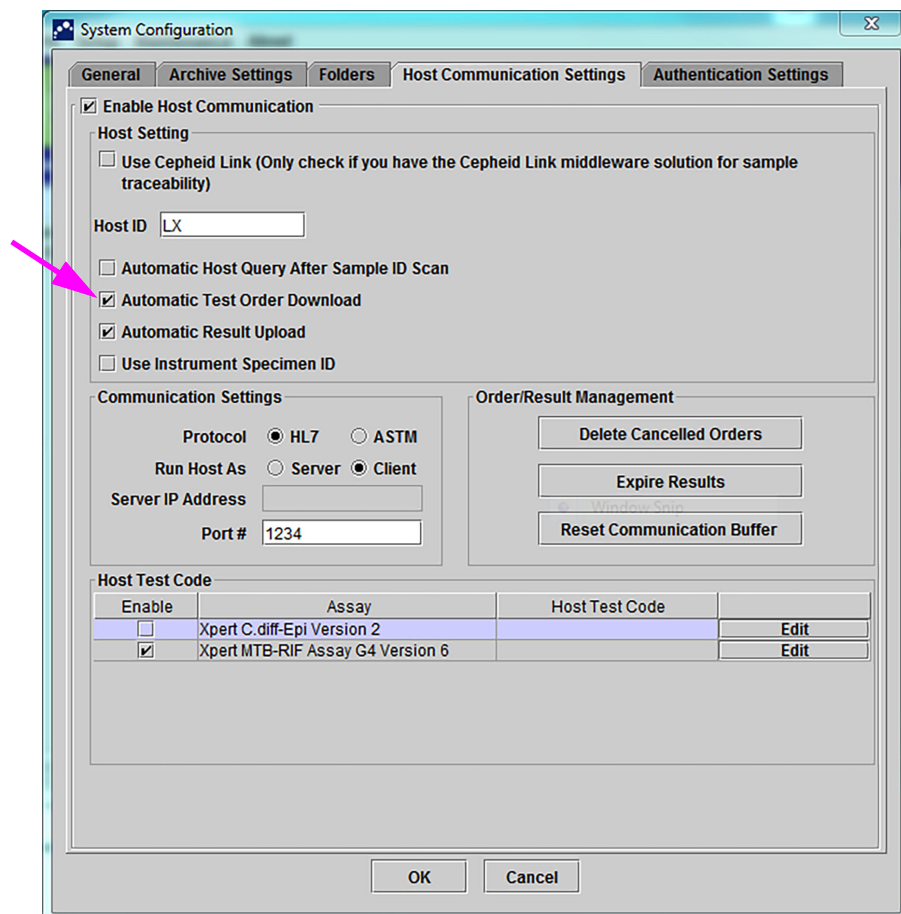 System Configuration
General Archive Settings Folders Host Communication Settings Authentication Settings
Enable Host Communication
Host Setting
Use Cepheid Link (Only check if you have the Cepheid Link middleware solution for sample
traceability)
Host ID LX
Automatic Host Query After Sample ID Scan
Automatic Test Order Download
Automatic Result Upload
Use Instrument Specimen ID
Communication Settings
Protocol HL7 ASTM
Run Host As Server Client
Server IP Address
Port # 1234
Order/Result Management
Delete Cancelled Orders
Expire Results
Window Snip
Reset Communication Buffer
Host Test Code
Enable Assay Host Test Code
Xpert C.diff-Epi Version 2 Edit
Xpert MTB-RIF Assay G4 Version 6 Edit
OK Cancel